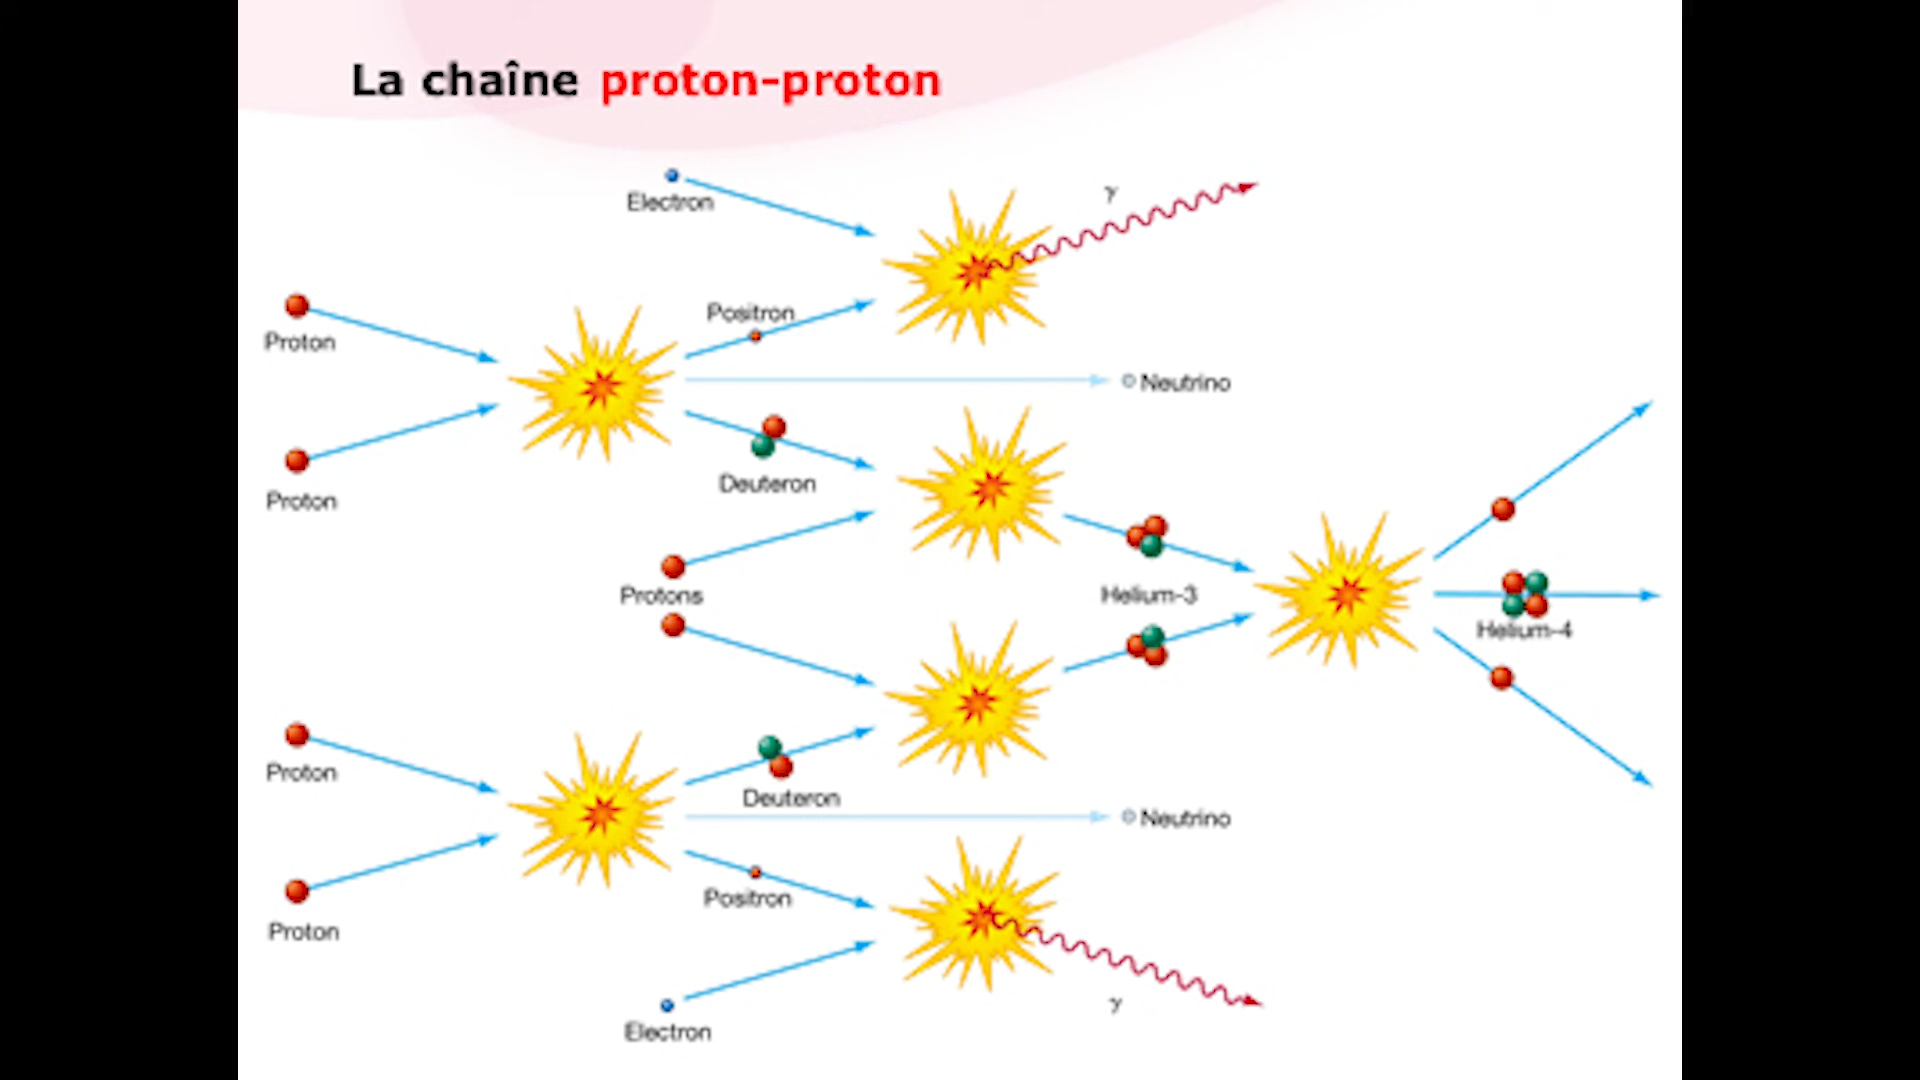 La chaîne proton-proton
Electron
γ
Positron
Proton
Neutrino
Deuteron
Proton
Protons
Helium-3
Helium-4
Proton
Deuteron
Neutrino
Positron
Proton
γ
Electron